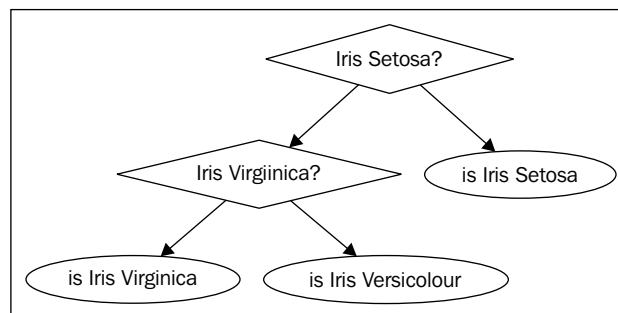 Iris Setosa?
Iris Virgiinica?
is Iris Setosa
is Iris Virginica
is Iris Versicolour